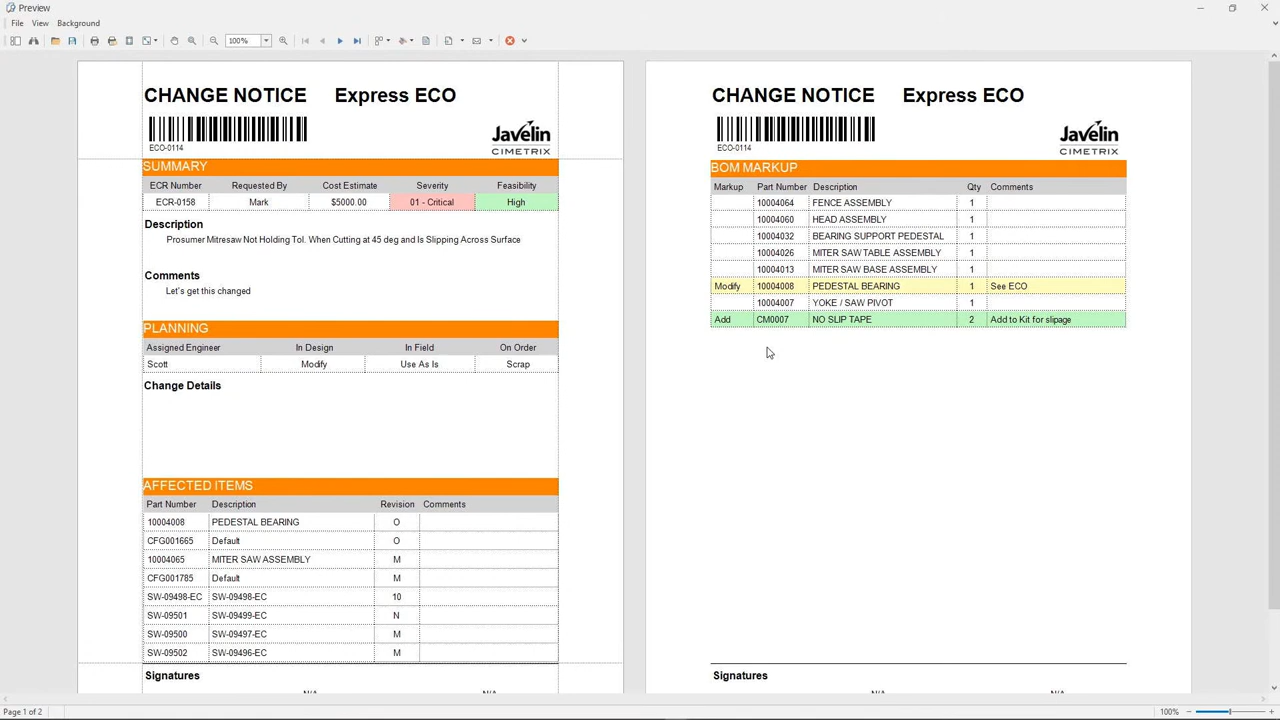 Preview
File View Background
100%
CHANGE NOTICE Express ECO
ECO-0114
Javelin
CIMETRIX
SUMMARY
ECR Number Requested By Cost Estimate Severity Feasibility
ECR-0158 Mark $5000.00 01 - Critical High
Description
Prosumer Mitresaw Not Holding Tol. When Cutting at 45 deg and Is Slipping Across Surface
Comments
Let's get this changed
PLANNING
Assigned Engineer In Design In Field On Order
Scott Modify Use As Is Scrap
Change Details
AFFECTED ITEMS
Part Number Description Revision Comments
10004008 PEDESTAL BEARING O
CFG001665 Default O
10004065 MITER SAW ASSEMBLY M
CFG001785 Default M
SW-09498-EC SW-09498-EC 10
SW-09501 SW-09499-EC N
SW-09500 SW-09497-EC M
SW-09502 SW-09496-EC M
Signatures
N/A N/A
CHANGE NOTICE Express ECO
ECO-0114
Javelin
CIMETRIX
BOM MARKUP
Markup Part Number Description Qty Comments
10004064 FENCE ASSEMBLY 1
10004060 HEAD ASSEMBLY 1
10004032 BEARING SUPPORT PEDESTAL 1
10004026 MITER SAW TABLE ASSEMBLY 1
10004013 MITER SAW BASE ASSEMBLY 1
Modify 10004008 PEDESTAL BEARING 1 See ECO
10004007 YOKE / SAW PIVOT 1
Add CM0007 NO SLIP TAPE 2 Add to Kit for slipage
Signatures
N/A N/A
Page 1 of 2
100%